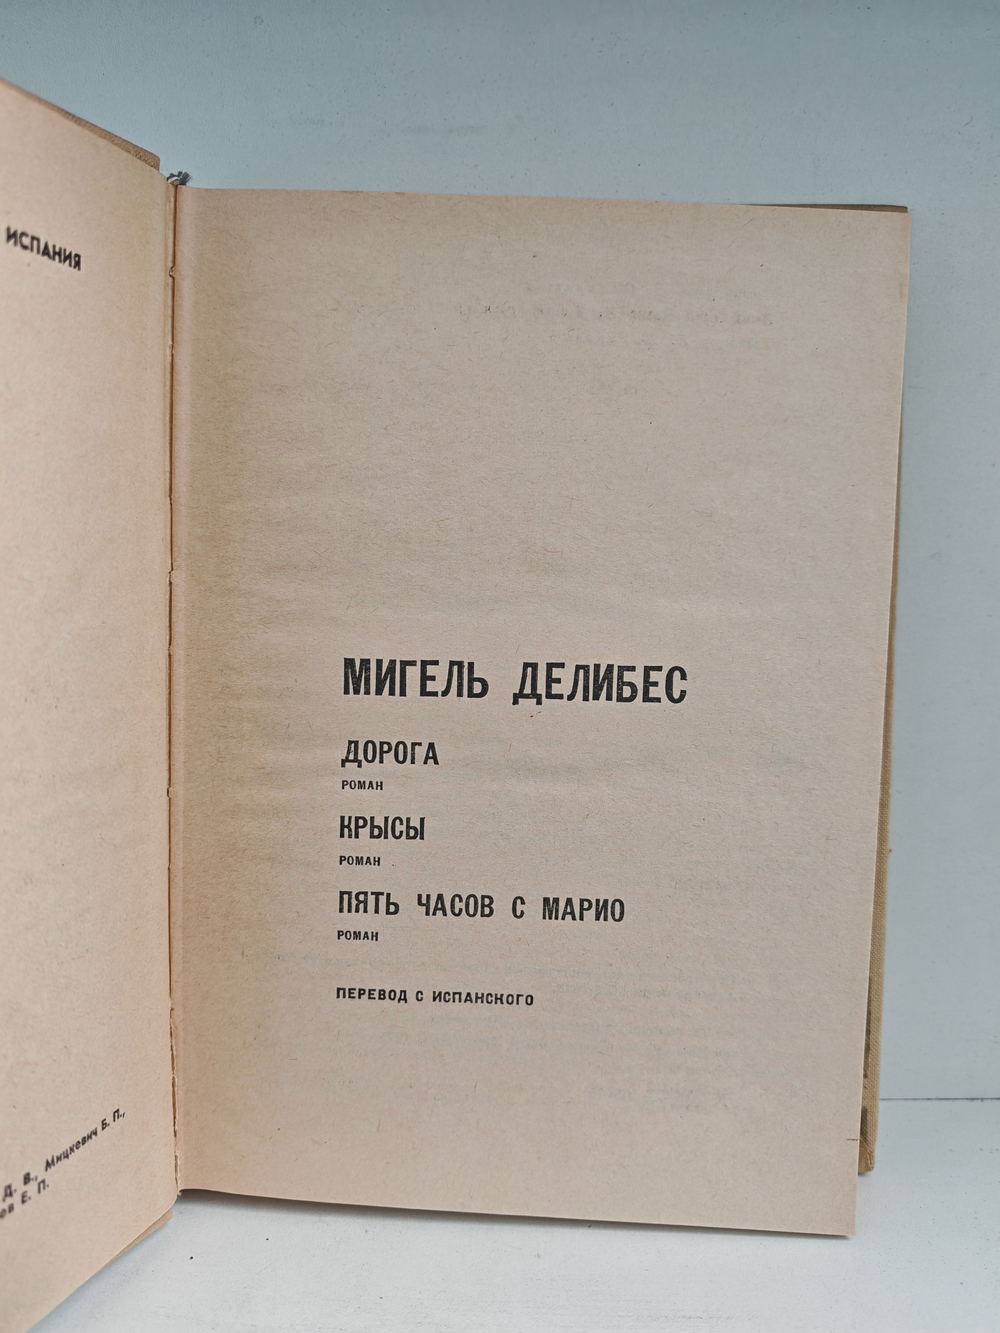 ИСПАНИЯ
Д. В., Мицкевич Б. П.,
Е. П.
МИГЕЛЬ ДЕЛИБЕС
ДОРОГА
РОМАН
КРЫСЫ
РОМАН
ПЯТЬ ЧАСОВ С МАРИО
РОМАН
ПЕРЕВОД С ИСПАНСКОГО